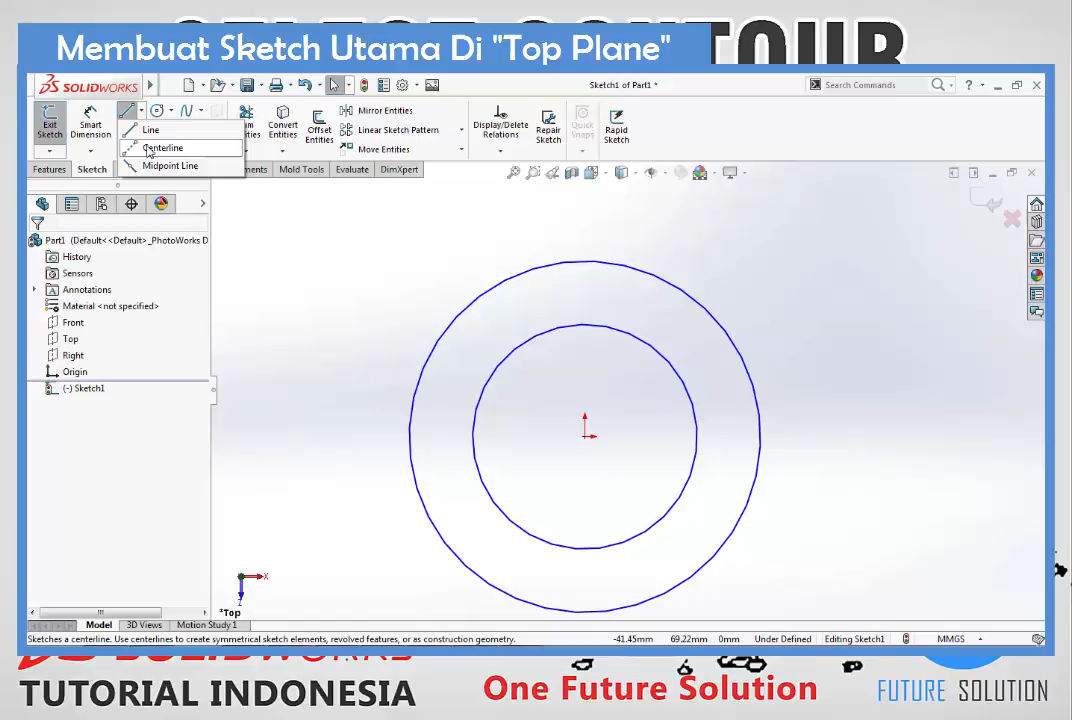 Membuat Sketch Utama Di "Top Plane"
SOLIDWORKS
Sketch1 of Part1 *
Search Commands
Exit Sketch
Smart Dimension
Convert Entities
Offset Entities
Mirror Entities
Linear Sketch Pattern
Move Entities
Display/Delete Relations
Repair Sketch
Quick Snaps
Rapid Sketch
Line
Centerline
Midpoint Line
Features
Sketch
Mold Tools
Evaluate
DimXpert
Part1 (Default<<Default>_PhotoWorks D
History
Sensors
Annotations
Material <not specified>
Front
Top
Right
Origin
(-) Sketch1
X
Z
*Top
Model
3D Views
Motion Study 1
Sketches a centerline. Use centerlines to create symmetrical sketch elements, revolved features, or as construction geometry.
-41.45mm
69.22mm
0mm
Under Defined
Editing Sketch1
MMGS
TUTORIAL INDONESIA
One Future Solution
FUTURE SOLUTION